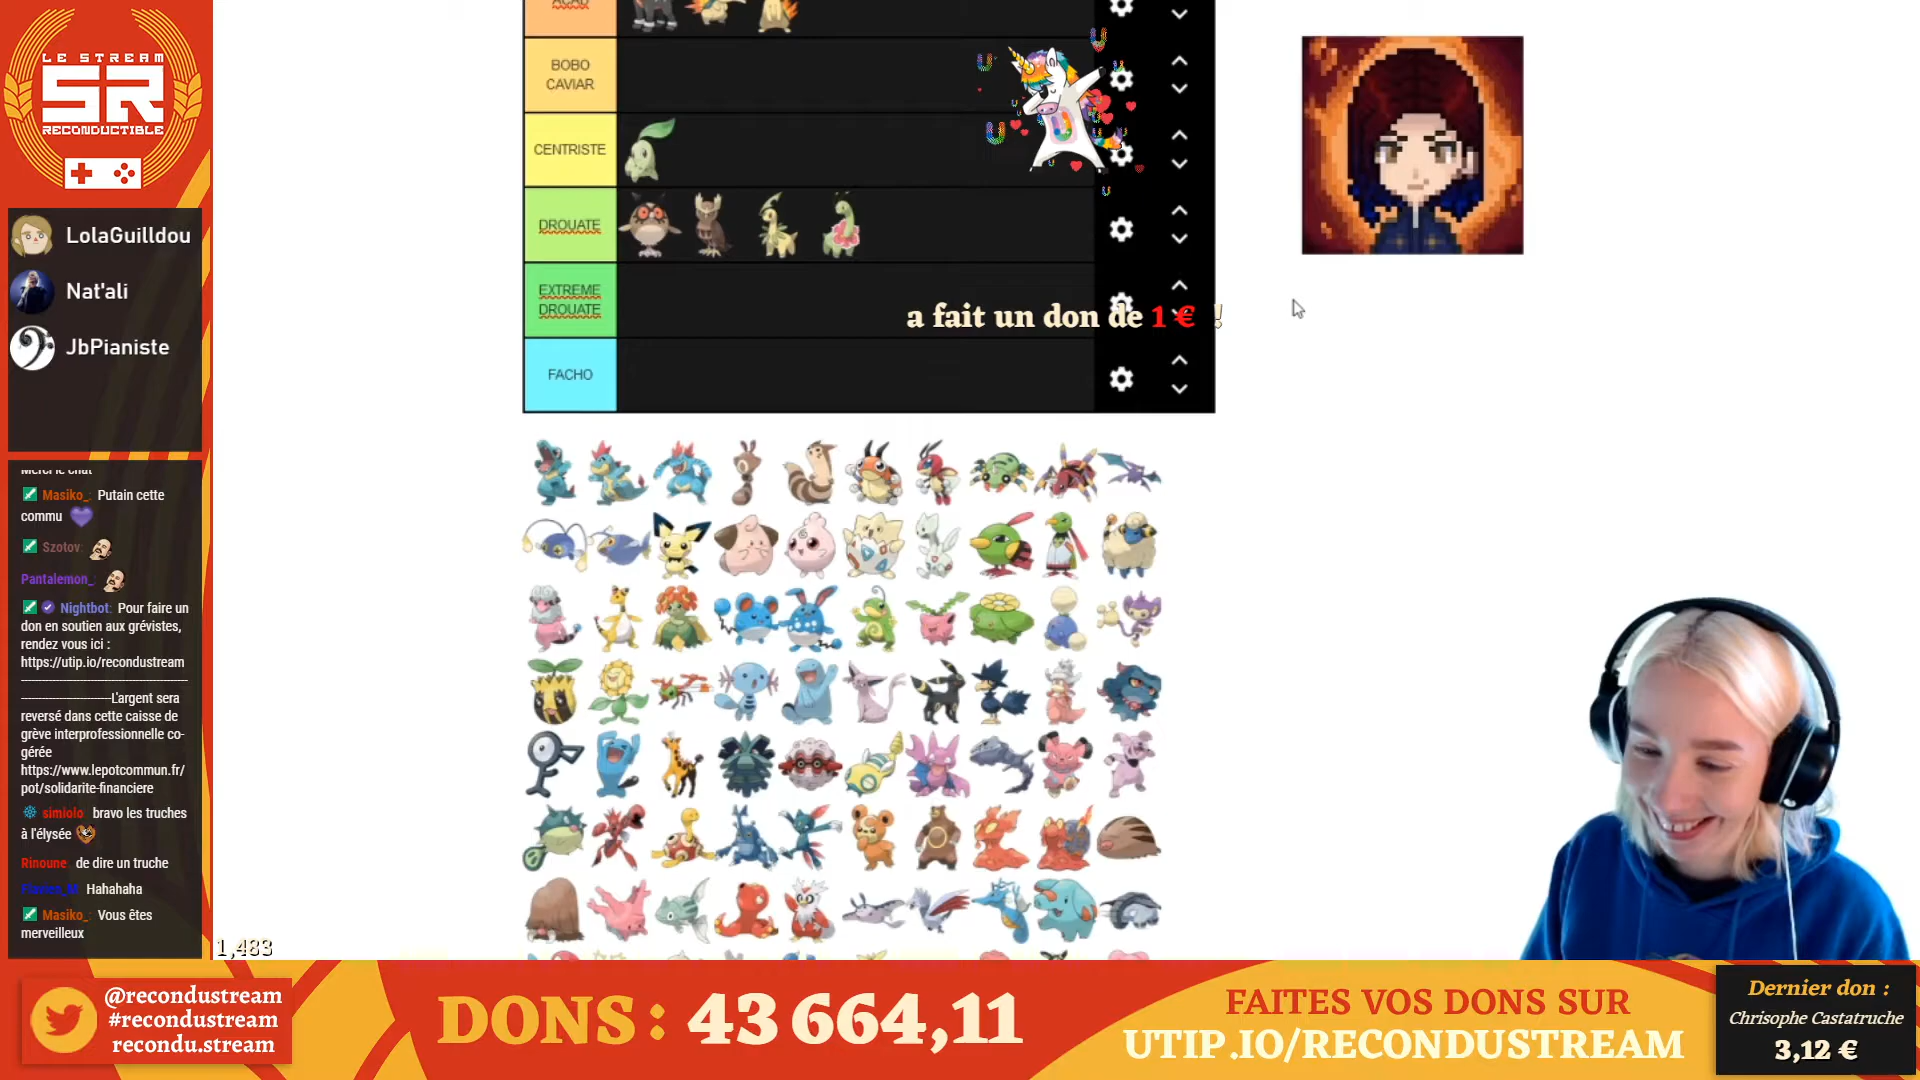 LE STREAM
SR
RECONDUCTIBLE
LolaGuilldou
Nat'ali
JbPianiste
Merci le chat
Masiko_: Putain cette
commu
Szotov:
Pantalemon_:
Nightbot: Pour faire un
don en soutien aux grévistes,
rendez vous ici :
https://utip.io/recondustream
L'argent sera
reversé dans cette caisse de
grève interprofessionnelle co-
gérée
https://www.lepotcommun.fr/
pot/solidarite-financiere
simiolo: bravo les truches
à l'élysée
Rinoune: de dire un truche
Hahahaha
Masiko_: Vous êtes
merveilleux
1,483
BOBO
CAVIAR
CENTRISTE
DROUATE
EXTREME
DROUATE
FACHO
a fait un don de 1 € !
@recondustream
#recondustream
recondu.stream
DONS : 43 664,11
FAITES VOS DONS SUR
UTIP.IO/RECONDUSTREAM
Dernier don :
Chrisophe Castatruche
3,12 €